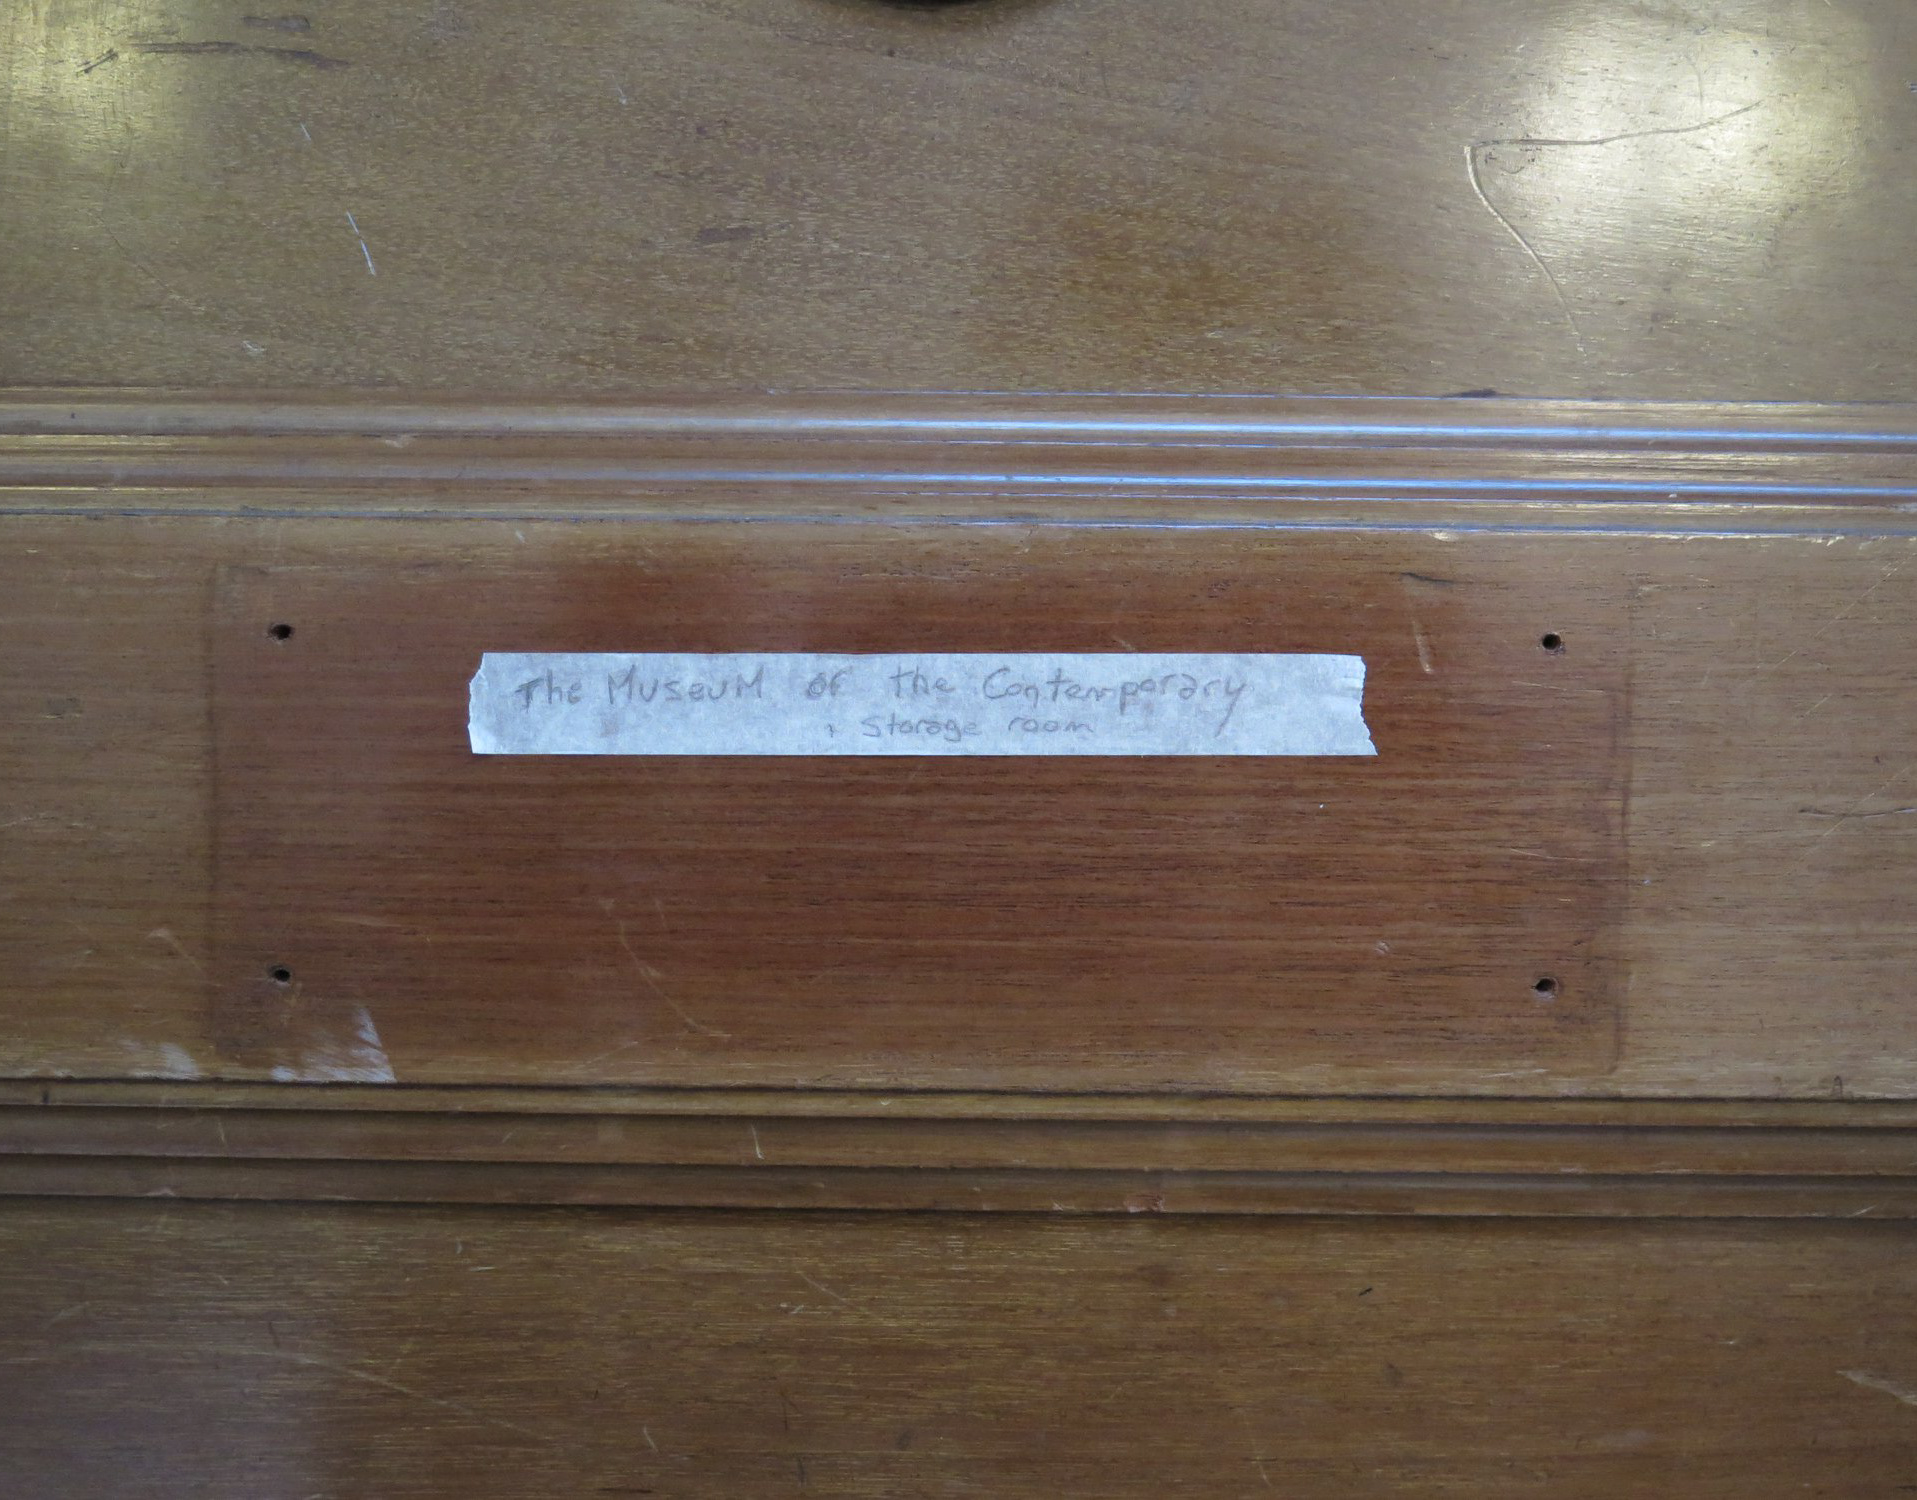 The Museum of the Contemporary
+ Storage room